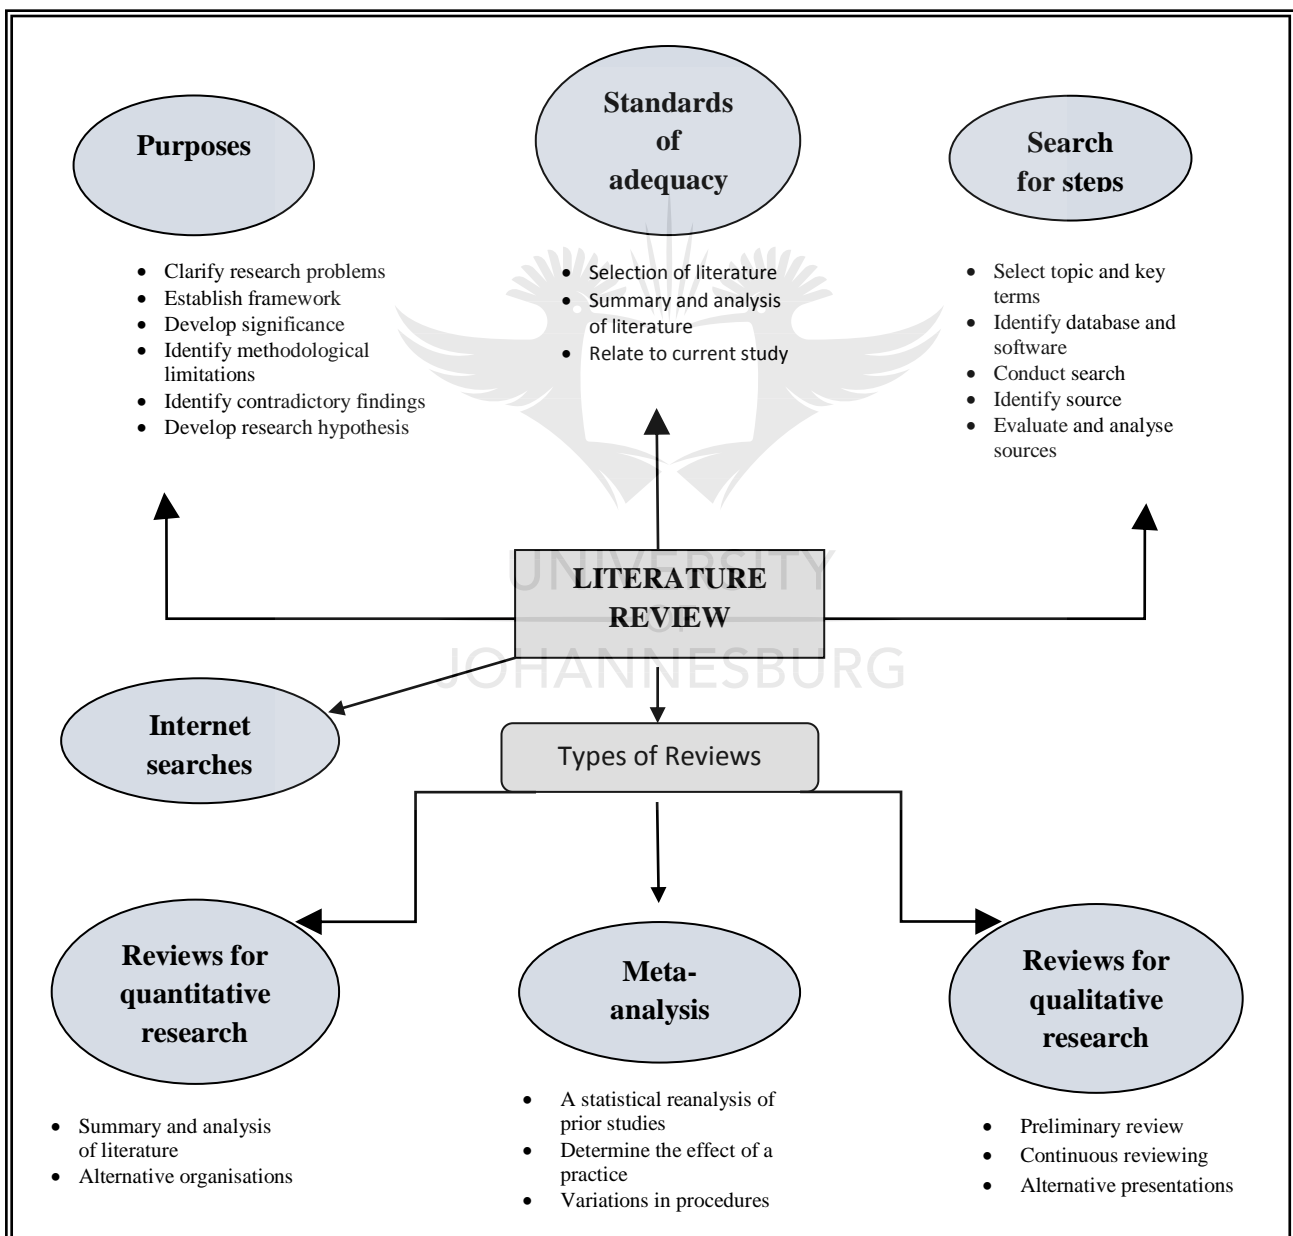 Purposes
Standards
of
adequacy
Search
for steps
• Clarify research problems
• Establish framework
• Develop significance
• Identify methodological
limitations
• Identify contradictory findings
• Develop research hypothesis
• Selection of literature
• Summary and analysis
of literature
• Relate to current study
• Select topic and key
terms
• Identify database and
software
• Conduct search
• Identify source
• Evaluate and analyse
sources
LITERATURE
REVIEW
UNIVERSITY
OF
JOHANNESBURG
Internet
searches
Types of Reviews
Reviews for
quantitative
research
Meta-
analysis
Reviews for
qualitative
research
• Summary and analysis
of literature
• Alternative organisations
• A statistical reanalysis of
prior studies
• Determine the effect of a
practice
• Variations in procedures
• Preliminary review
• Continuous reviewing
• Alternative presentations